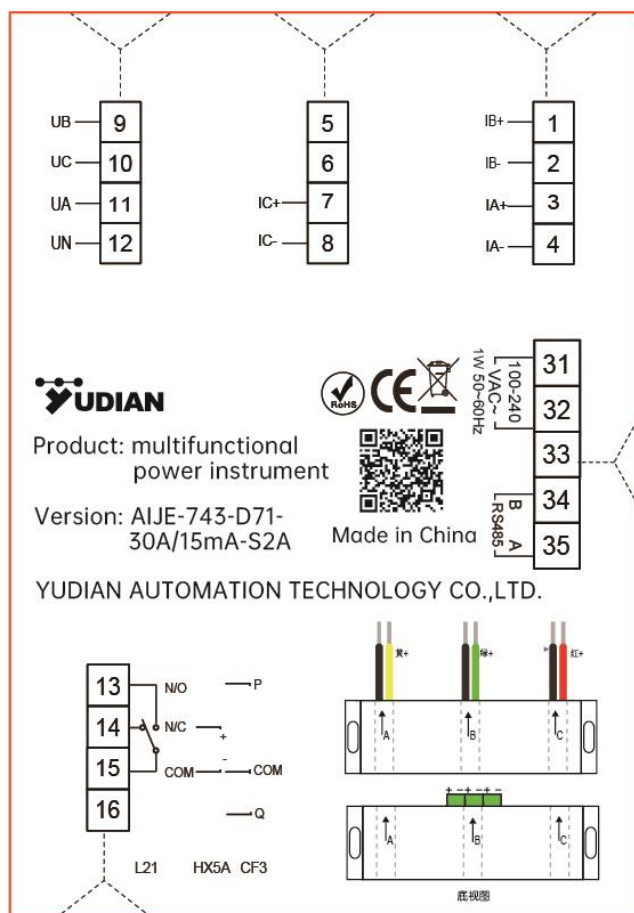 UB 9
UC 10
UA 11
UN 12
5
6
IC+ 7
IC- 8
IB+ 1
IB- 2
IA+ 3
IA- 4
YUDIAN
RoHS
CE
100-240
VAC~
1W 50~60Hz
31
32
33
34
35
B A
RS485
Product: multifunctional
power instrument
Version: AIJE-743-D71-
30A/15mA-S2A
Made in China
YUDIAN AUTOMATION TECHNOLOGY CO.,LTD.
13 N/O P
14 N/C +
15 COM - COM
16 Q
L21 HX5A CF3
黄+ 绿+ 红+
A B C
+ - + - + -
A B C
底视图